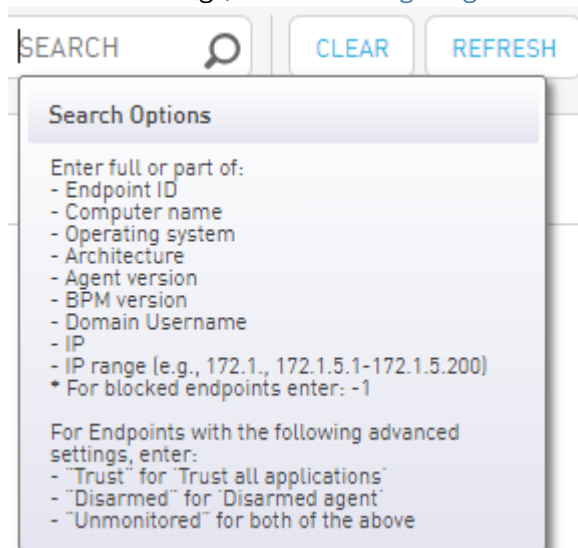 SEARCH
CLEAR
REFRESH
Search Options
Enter full or part of:
- Endpoint ID
- Computer name
- Operating system
- Architecture
- Agent version
- BPM version
- Domain Username
- IP
- IP range (e.g., 172.1., 172.1.5.1-172.1.5.200)
* For blocked endpoints enter: -1
For Endpoints with the following advanced
settings, enter:
- "Trust" for 'Trust all applications'
- "Disarmed" for 'Disarmed agent'
- "Unmonitored" for both of the above